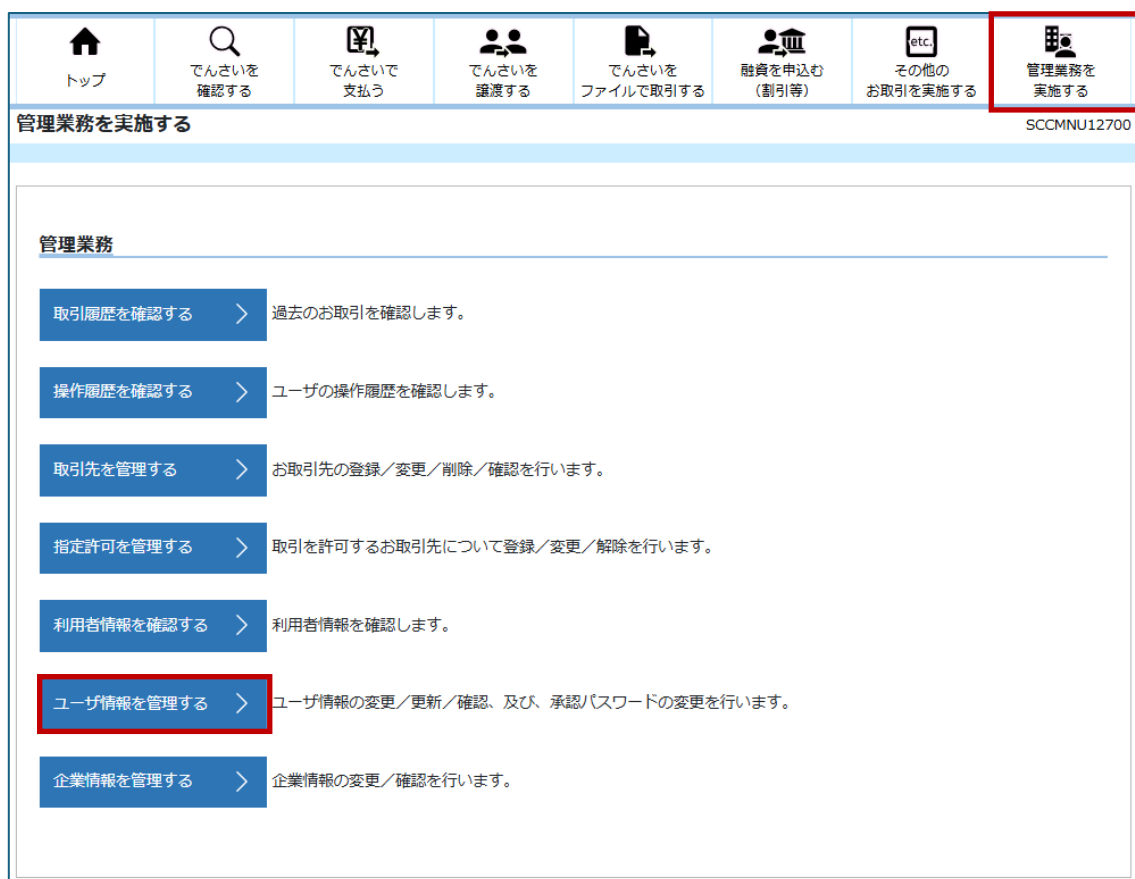 トップ
でんさいを
確認する
でんさいで
支払う
でんさいを
譲渡する
でんさいを
ファイルで取引する
融資を申込む
(割引等)
etc.
その他の
お取引を実施する
管理業務を
実施する
管理業務を実施する
SCCMNU12700
管理業務
取引履歴を確認する 過去のお取引を確認します。
操作履歴を確認する ユーザの操作履歴を確認します。
取引先を管理する お取引先の登録／変更／削除／確認を行います。
指定許可を管理する 取引を許可するお取引先について登録／変更／解除を行います。
利用者情報を確認する 利用者情報を確認します。
ユーザ情報を管理する ユーザ情報の変更／更新／確認、及び、承認パスワードの変更を行います。
企業情報を管理する 企業情報の変更／確認を行います。